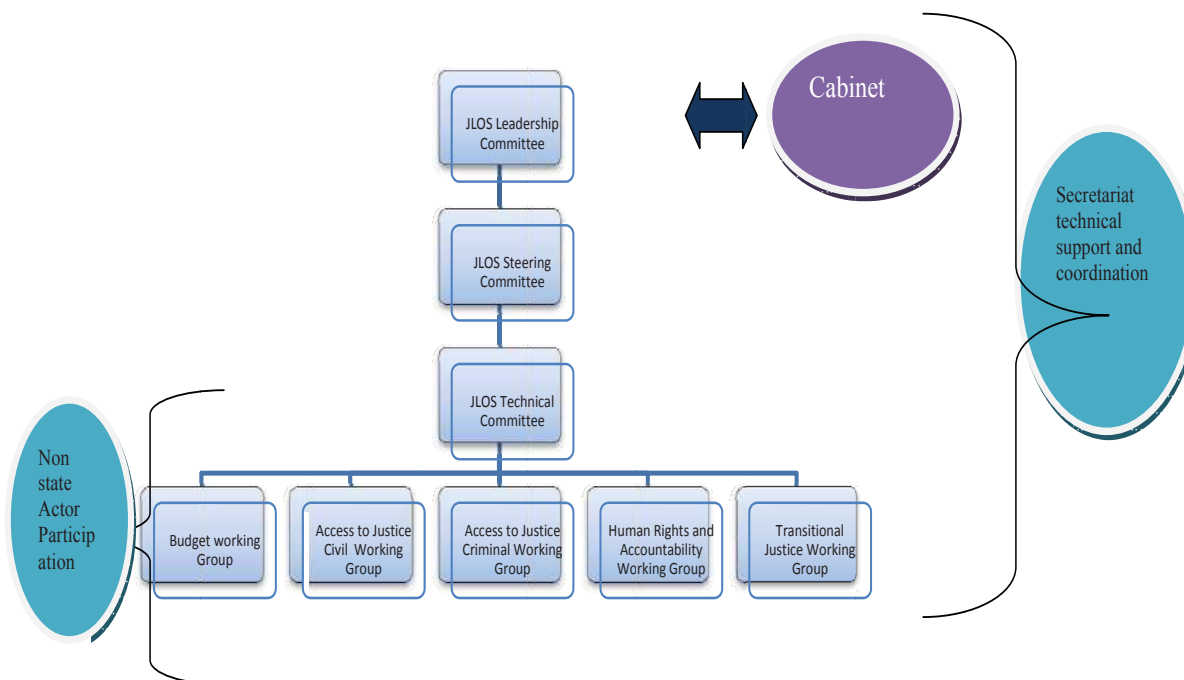 Cabinet
JLOS Leadership
Committee
Secretariat
technical
support and
coordination
JLOS Steering
Committee
JLOS Technical
Committee
Non
state
Actor
Particip
ation
Budget working
Group
Access to Justice
Civil Working
Group
Access to Justice
Criminal Working
Group
Human Rights and
Accountability
Working Group
Transitional
Justice Working
Group